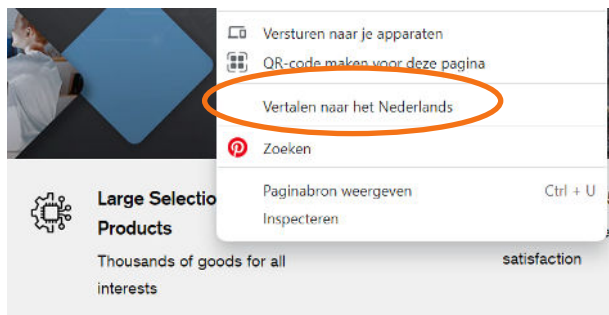 Versturen naar je apparaten
QR-code maken voor deze pagina
Vertalen naar het Nederlands
Zoeken
Paginabron weergeven Ctrl + U
Inspecteren
Large Selectio
Products
Thousands of goods for all
interests
satisfaction